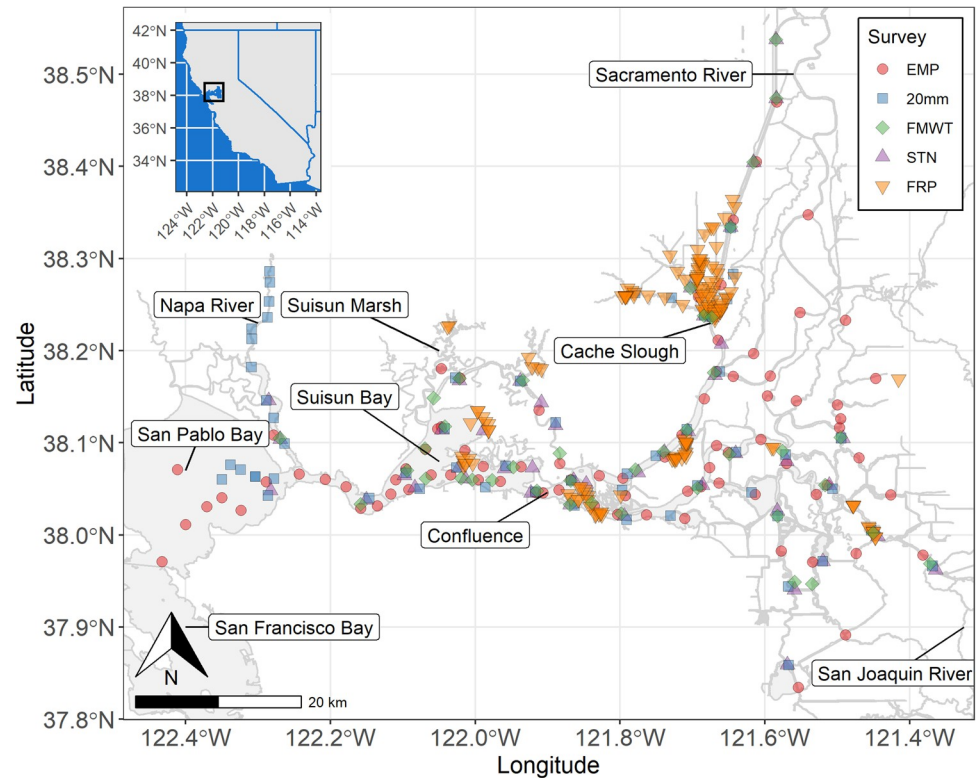 42°N
40°N
38°N
36°N
34°N
124°W
122°W
120°W
118°W
116°W
114°W
Survey
EMP
20mm
FMWT
STN
FRP
Sacramento River
Napa River
Suisun Marsh
Cache Slough
Suisun Bay
San Pablo Bay
Confluence
San Francisco Bay
San Joaquin River
N
20 km
38.5°N
38.4°N
38.3°N
38.2°N
38.1°N
38.0°N
37.9°N
37.8°N
Latitude
122.4°W
122.2°W
122.0°W
121.8°W
121.6°W
121.4°W
Longitude